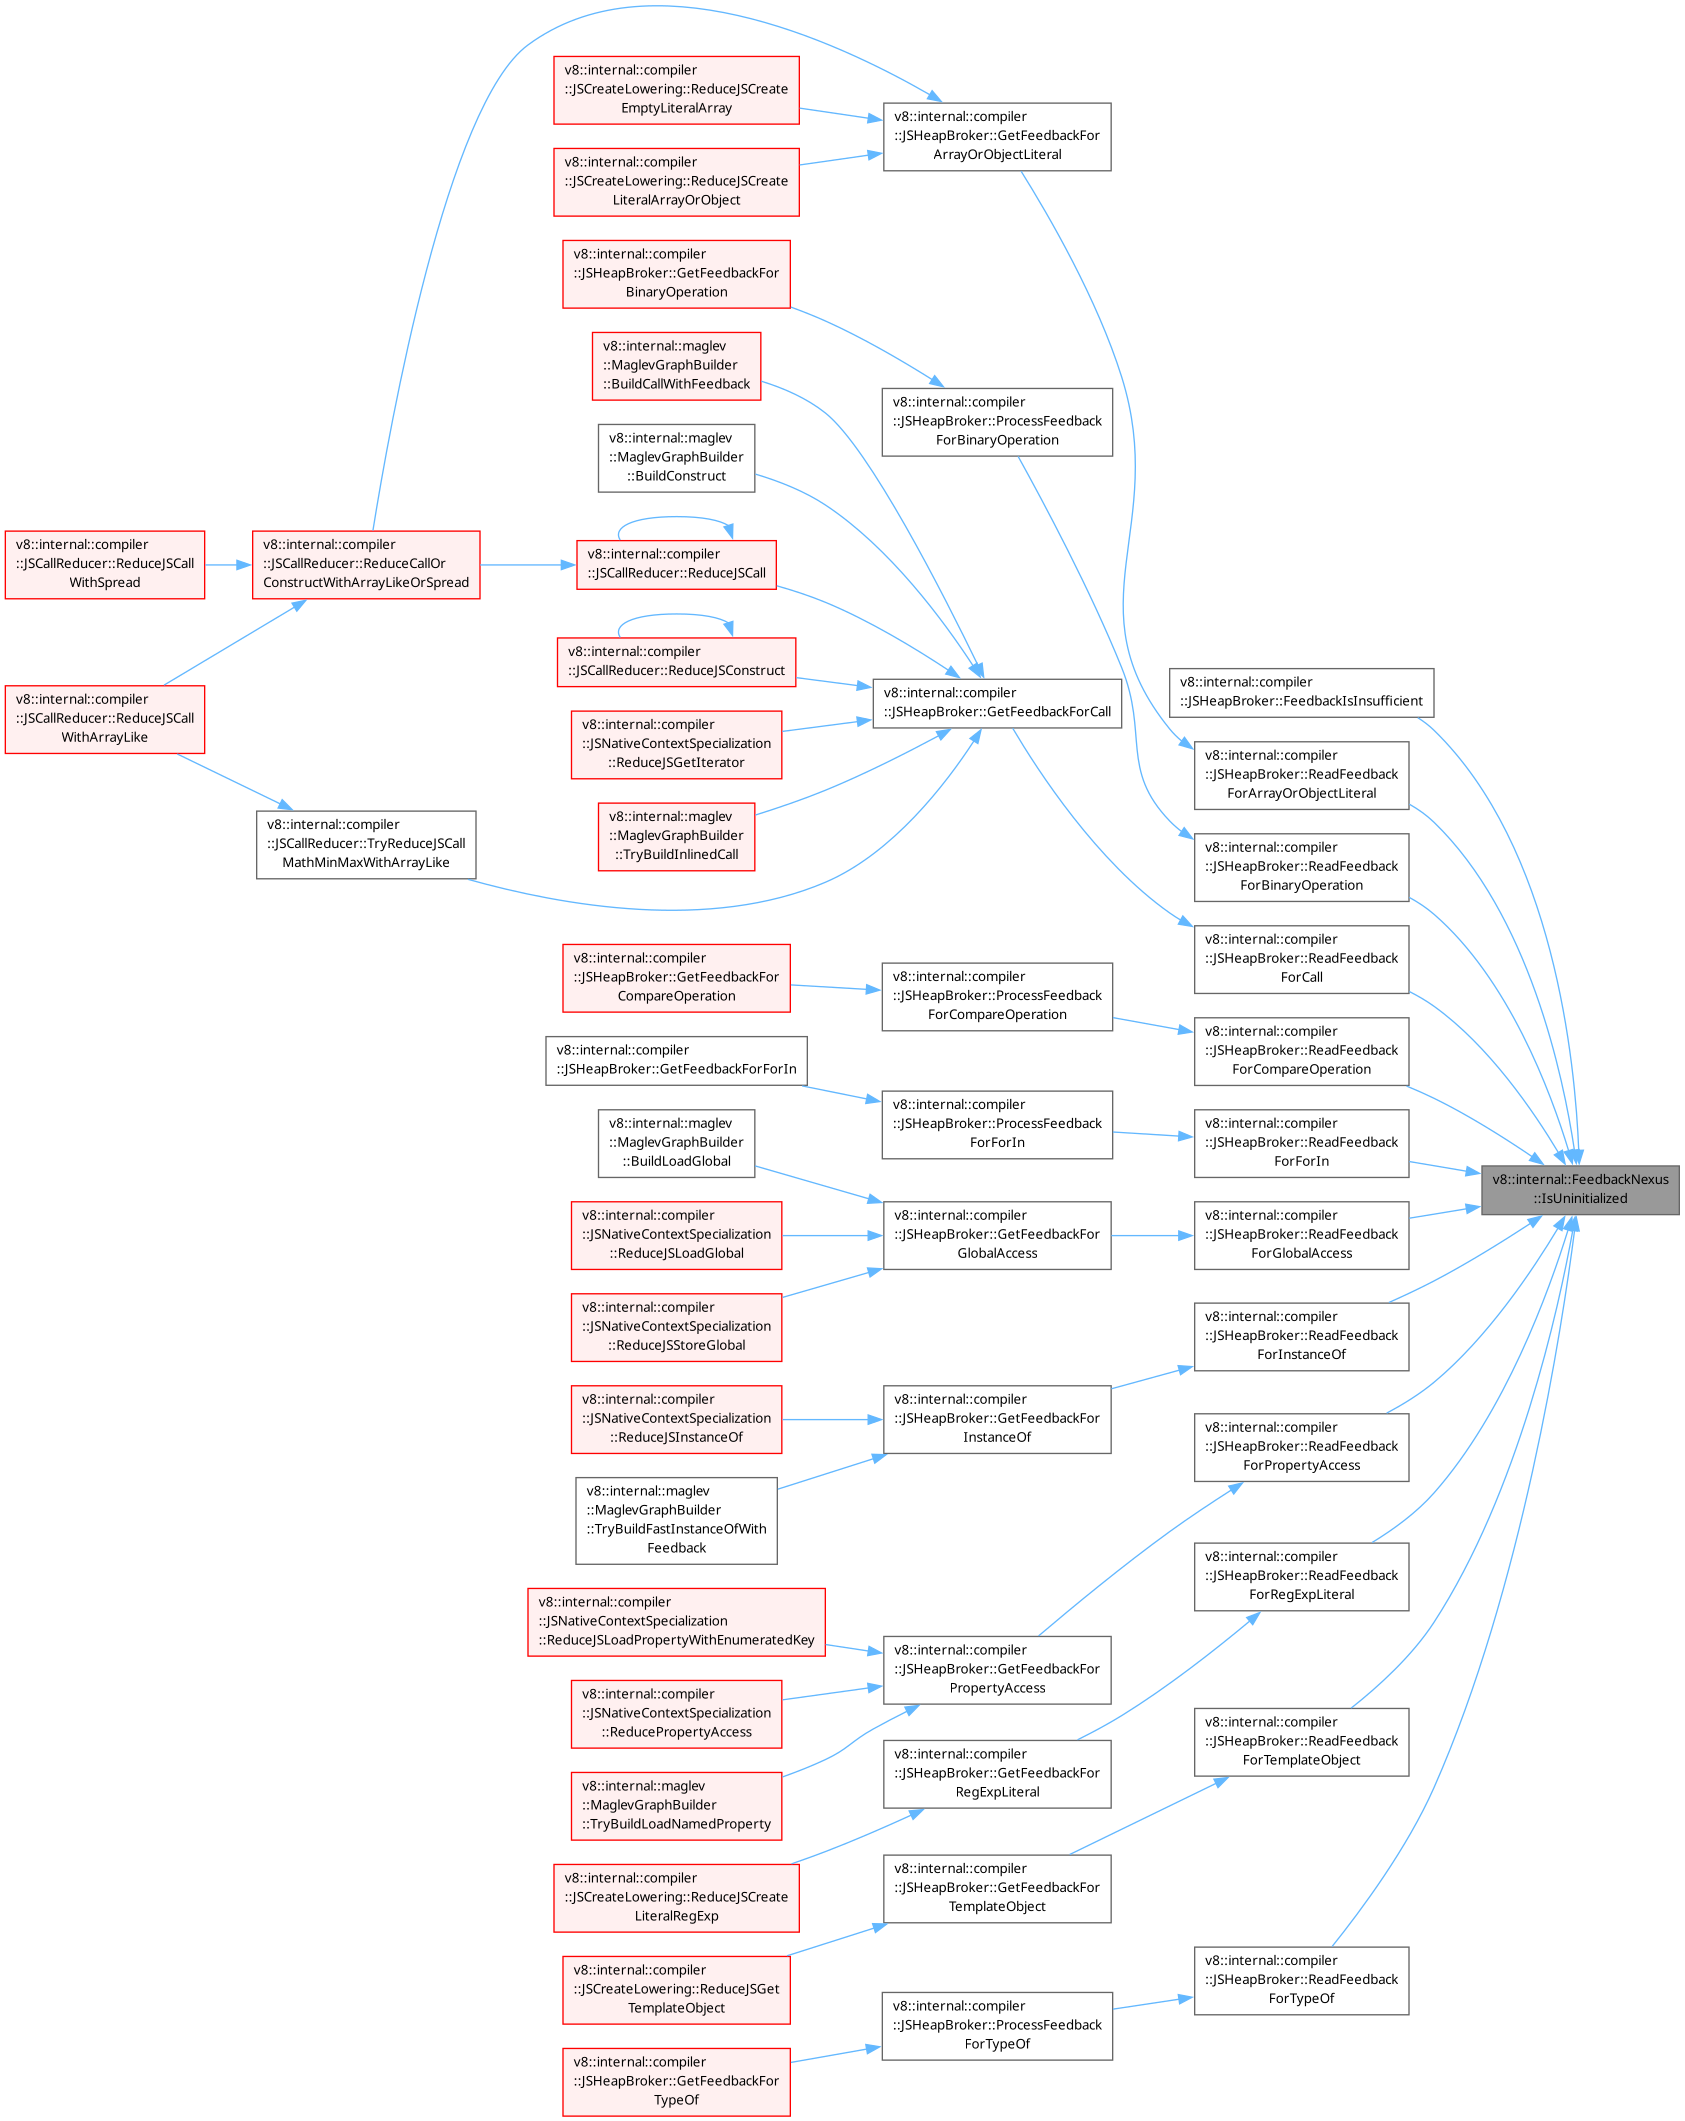 v8::internal::compiler
::JSCreateLowering::ReduceJSCreate
EmptyLiteralArray
v8::internal::compiler
::JSHeapBroker::GetFeedbackFor
ArrayOrObjectLiteral
v8::internal::compiler
::JSCreateLowering::ReduceJSCreate
LiteralArrayOrObject
v8::internal::compiler
::JSHeapBroker::GetFeedbackFor
BinaryOperation
v8::internal::maglev
::MaglevGraphBuilder
::BuildCallWithFeedback
v8::internal::compiler
::JSHeapBroker::ProcessFeedback
ForBinaryOperation
v8::internal::maglev
::MaglevGraphBuilder
::BuildConstruct
v8::internal::compiler
::JSCallReducer::ReduceJSCall
WithSpread
v8::internal::compiler
::JSCallReducer::ReduceCallOr
ConstructWithArrayLikeOrSpread
v8::internal::compiler
::JSCallReducer::ReduceJSCall
v8::internal::compiler
::JSCallReducer::ReduceJSConstruct
v8::internal::compiler
::JSCallReducer::ReduceJSCall
WithArrayLike
v8::internal::compiler
::JSHeapBroker::GetFeedbackForCall
v8::internal::compiler
::JSHeapBroker::FeedbackIsInsufficient
v8::internal::compiler
::JSNativeContextSpecialization
::ReduceJSGetIterator
v8::internal::compiler
::JSHeapBroker::ReadFeedback
ForArrayOrObjectLiteral
v8::internal::maglev
::MaglevGraphBuilder
::TryBuildInlinedCall
v8::internal::compiler
::JSCallReducer::TryReduceJSCall
MathMinMaxWithArrayLike
v8::internal::compiler
::JSHeapBroker::ReadFeedback
ForBinaryOperation
v8::internal::compiler
::JSHeapBroker::ReadFeedback
ForCall
v8::internal::compiler
::JSHeapBroker::GetFeedbackFor
CompareOperation
v8::internal::compiler
::JSHeapBroker::ProcessFeedback
ForCompareOperation
v8::internal::compiler
::JSHeapBroker::ReadFeedback
ForCompareOperation
v8::internal::compiler
::JSHeapBroker::GetFeedbackForForIn
v8::internal::compiler
::JSHeapBroker::ProcessFeedback
ForForIn
v8::internal::compiler
::JSHeapBroker::ReadFeedback
ForForIn
v8::internal::maglev
::MaglevGraphBuilder
::BuildLoadGlobal
v8::internal::FeedbackNexus
::IsUninitialized
v8::internal::compiler
::JSNativeContextSpecialization
::ReduceJSLoadGlobal
v8::internal::compiler
::JSHeapBroker::GetFeedbackFor
GlobalAccess
v8::internal::compiler
::JSHeapBroker::ReadFeedback
ForGlobalAccess
v8::internal::compiler
::JSNativeContextSpecialization
::ReduceJSStoreGlobal
v8::internal::compiler
::JSHeapBroker::ReadFeedback
ForInstanceOf
v8::internal::compiler
::JSNativeContextSpecialization
::ReduceJSInstanceOf
v8::internal::compiler
::JSHeapBroker::GetFeedbackFor
InstanceOf
v8::internal::compiler
::JSHeapBroker::ReadFeedback
ForPropertyAccess
v8::internal::maglev
::MaglevGraphBuilder
::TryBuildFastInstanceOfWith
Feedback
v8::internal::compiler
::JSHeapBroker::ReadFeedback
ForRegExpLiteral
v8::internal::compiler
::JSNativeContextSpecialization
::ReduceJSLoadPropertyWithEnumeratedKey
v8::internal::compiler
::JSHeapBroker::GetFeedbackFor
PropertyAccess
v8::internal::compiler
::JSNativeContextSpecialization
::ReducePropertyAccess
v8::internal::compiler
::JSHeapBroker::ReadFeedback
ForTemplateObject
v8::internal::maglev
::MaglevGraphBuilder
::TryBuildLoadNamedProperty
v8::internal::compiler
::JSHeapBroker::GetFeedbackFor
RegExpLiteral
v8::internal::compiler
::JSCreateLowering::ReduceJSCreate
LiteralRegExp
v8::internal::compiler
::JSHeapBroker::GetFeedbackFor
TemplateObject
v8::internal::compiler
::JSCreateLowering::ReduceJSGet
TemplateObject
v8::internal::compiler
::JSHeapBroker::ReadFeedback
ForTypeOf
v8::internal::compiler
::JSHeapBroker::ProcessFeedback
ForTypeOf
v8::internal::compiler
::JSHeapBroker::GetFeedbackFor
TypeOf